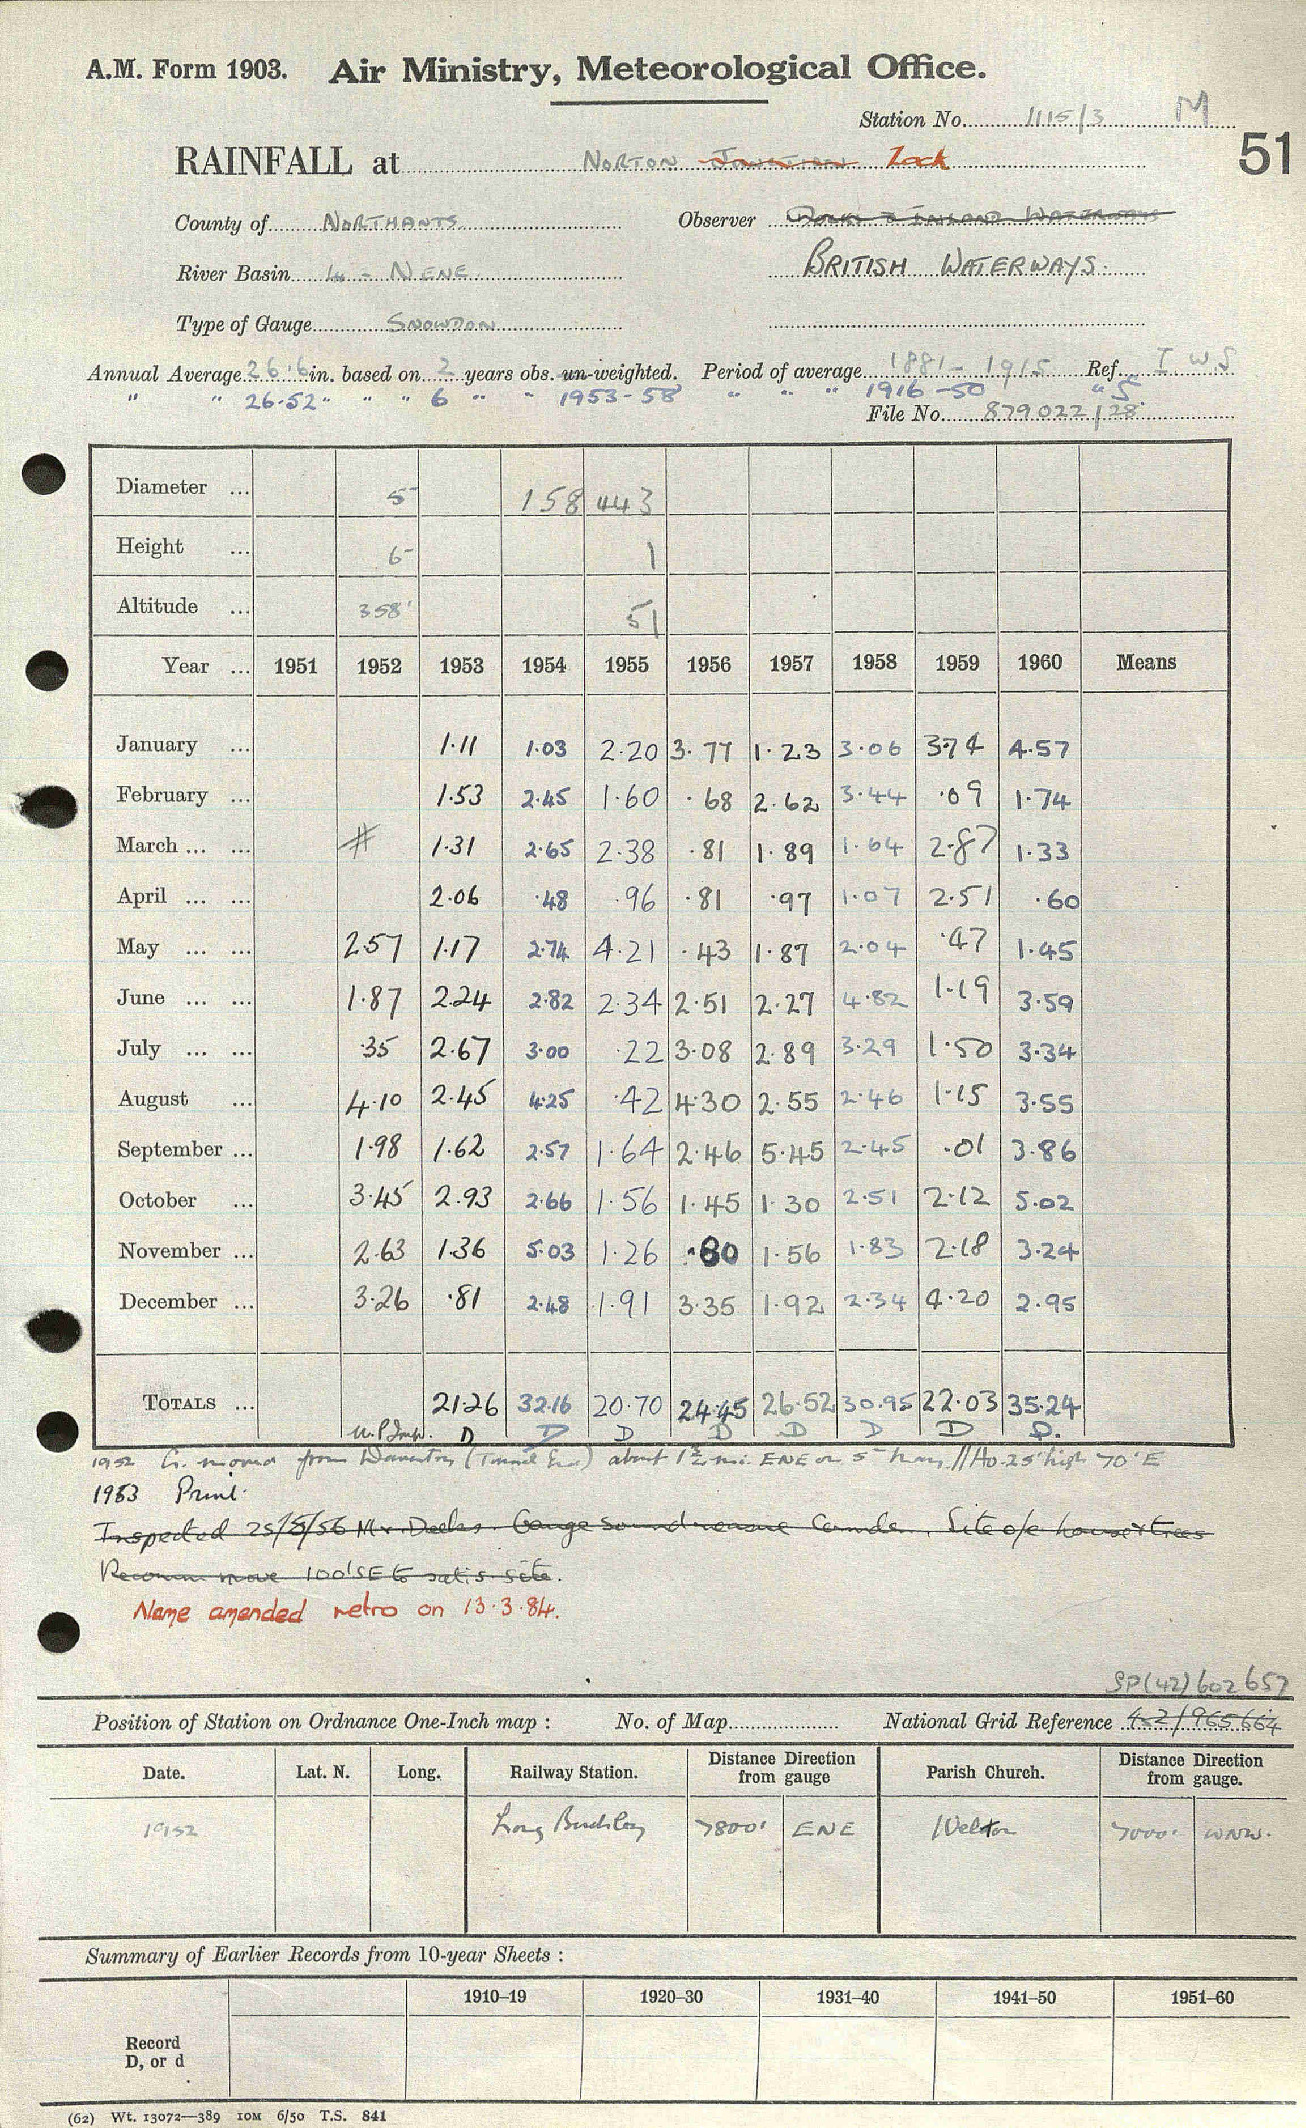 A.M. Form 1903. Air Ministry, Meteorological Office.
Station No. 1115/3 M
51
RAINFALL at NORTON JUNCTION Lock
County of NORTHANTS Observer DOCKS & INLAND WATERWAYS
River Basin - NENE BRITISH WATERWAYS.
Type of Gauge SNOWDON
Annual Average 26.6 in. based on 2 years obs. un-weighted. Period of average 1881-1915 Ref. I W S
" " 26.52 " " " 6 " " 1953-58 " " " 1916-50 " 5.
File No. 879022/28
Diameter ... 5 158 443
Height ... 6 1
Altitude ... 358' 51
Year ... 1951 1952 1953 1954 1955 1956 1957 1958 1959 1960 Means
January ... 1.11 1.03 2.20 3.77 1.23 3.06 3.74 4.57
February ... 1.53 2.45 1.60 .68 2.62 3.44 .09 1.74
March ... ... # 1.31 2.65 2.38 .81 1.89 1.64 2.87 1.33
April ... ... 2.06 .48 .96 .81 .97 1.07 2.51 .60
May ... ... 2.57 1.17 2.74 4.21 .43 1.87 2.04 .47 1.45
June ... ... 1.87 2.24 2.82 2.34 2.51 2.27 4.82 1.19 3.59
July ... ... .35 2.67 3.00 .22 3.08 2.89 3.29 1.50 3.34
August ... 4.10 2.45 4.25 .42 4.30 2.55 2.46 1.15 3.55
September ... 1.98 1.62 2.57 1.64 2.46 5.45 2.45 .01 3.86
October ... 3.45 2.93 2.66 1.56 1.45 1.30 2.51 2.12 5.02
November ... 2.63 1.36 5.03 1.26 .80 1.56 1.83 2.18 3.24
December ... 3.26 .81 2.48 1.91 3.35 1.92 2.34 4.20 2.95
TOTALS ... 21.26 32.16 20.70 24.45 26.52 30.95 22.03 35.24
D D D D D D D D.
1952 G. moved from Daventry (Tunnel End) about 1½ mi. ENE on 5 Ho. 25' high 70' E
1953 Print.
Inspected 25/5/56 Mr Deeks. Gauge sound Site o/e house & trees
Recomm. move 100' SE to satis. site.
Name amended retro on 13.3.84.
SP(42) 602 657
Position of Station on Ordnance One-Inch map : No. of Map National Grid Reference 42/965664
Date. Lat. N. Long. Railway Station. Distance Direction from gauge Parish Church. Distance Direction from gauge.
1952 Long Buckby 7800' ENE Welton 7000' WNW.
Summary of Earlier Records from 10-year Sheets :
1910–19 1920–30 1931–40 1941–50 1951–60
Record
D, or d
(62) Wt. 13072—389 10M 6/50 T.S. 841